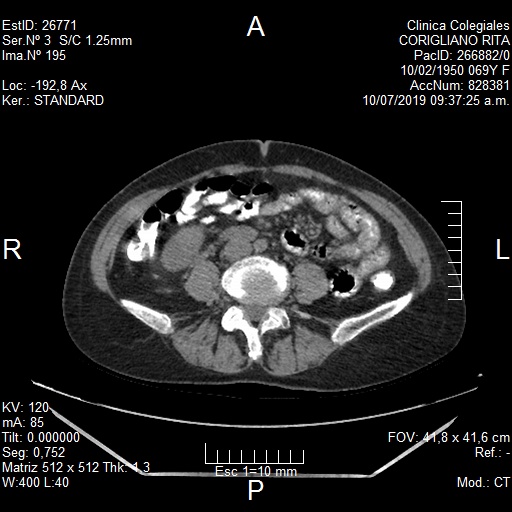 EstID: 26771
Ser.Nº 3 S/C 1.25mm
Ima.Nº 195
Loc: -192,8 Ax
Ker.: STANDARD
A
Clinica Colegiales
CORIGLIANO RITA
PacID: 266882/0
10/02/1950 069Y F
AccNum: 828381
10/07/2019 09:37:25 a.m.
R
L
KV: 120
mA: 85
Tilt: 0.000000
Seg: 0,752
Matriz 512 x 512 Thk: 1.3
W:400 L:40
Esc 1=10 mm
P
FOV: 41,8 x 41,6 cm
Ref.: -
Mod.: CT